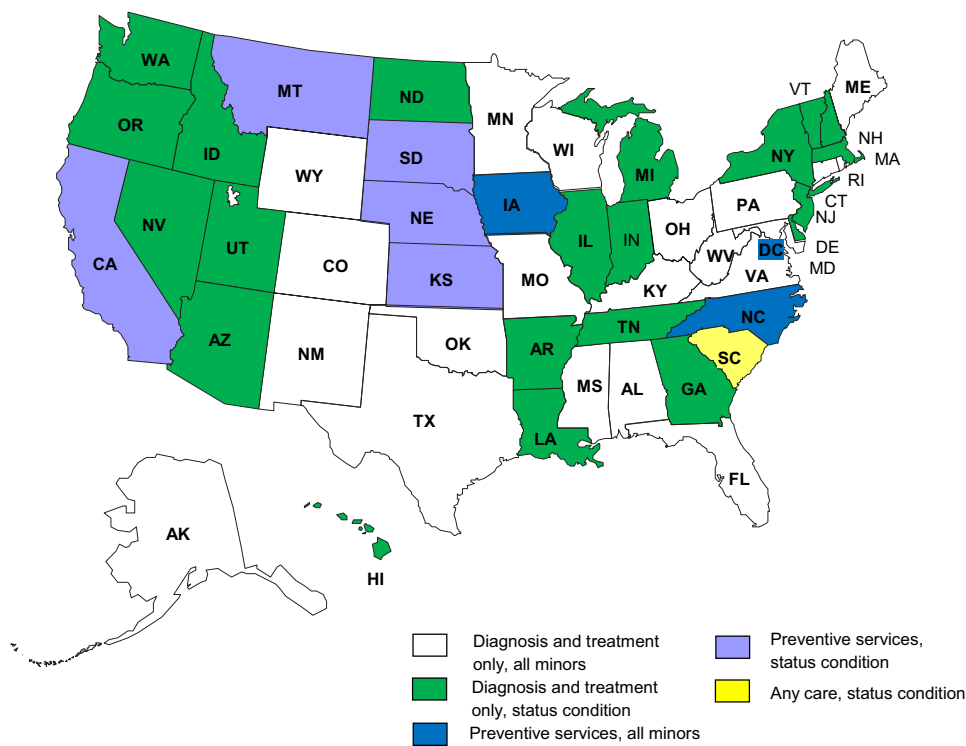 WA
MT
ND
MN
ME
VT
OR
ID
WY
SD
WI
MI
NY
NH
MA
RI
CT
NV
UT
NE
IA
IL
IN
OH
PA
NJ
DE
MD
CA
CO
KS
MO
WV
DC
VA
KY
AZ
NM
OK
AR
TN
NC
SC
TX
LA
MS
AL
GA
FL
AK
HI
Diagnosis and treatment
only, all minors
Diagnosis and treatment
only, status condition
Preventive services, all minors
Preventive services,
status condition
Any care, status condition